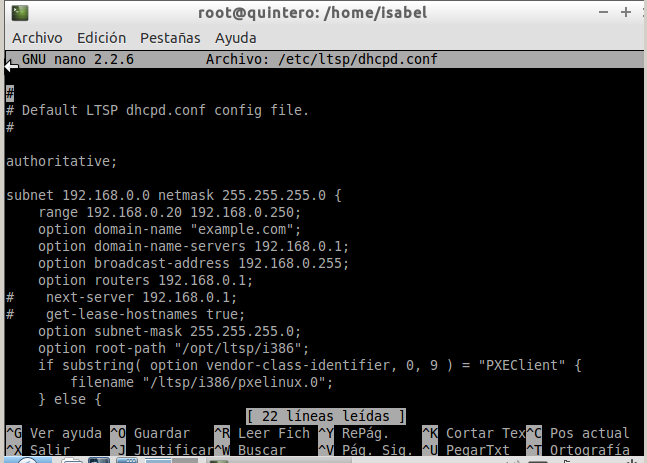 root@quintero: /home/isabel
Archivo Edición Pestañas Ayuda
GNU nano 2.2.6 Archivo: /etc/ltsp/dhcpd.conf
#
# Default LTSP dhcpd.conf config file.
#
authoritative;
subnet 192.168.0.0 netmask 255.255.255.0 {
range 192.168.0.20 192.168.0.250;
option domain-name "example.com";
option domain-name-servers 192.168.0.1;
option broadcast-address 192.168.0.255;
option routers 192.168.0.1;
# next-server 192.168.0.1;
# get-lease-hostnames true;
option subnet-mask 255.255.255.0;
option root-path "/opt/ltsp/i386";
if substring( option vendor-class-identifier, 0, 9 ) = "PXEClient" {
filename "/ltsp/i386/pxelinux.0";
} else {
[ 22 líneas leídas ]
^G Ver ayuda ^O Guardar ^R Leer Fich ^Y RePág. ^K Cortar Tex ^C Pos actual
^X Salir ^J Justificar ^W Buscar ^V Pág. Sig. ^U PegarTxt ^T Ortografía